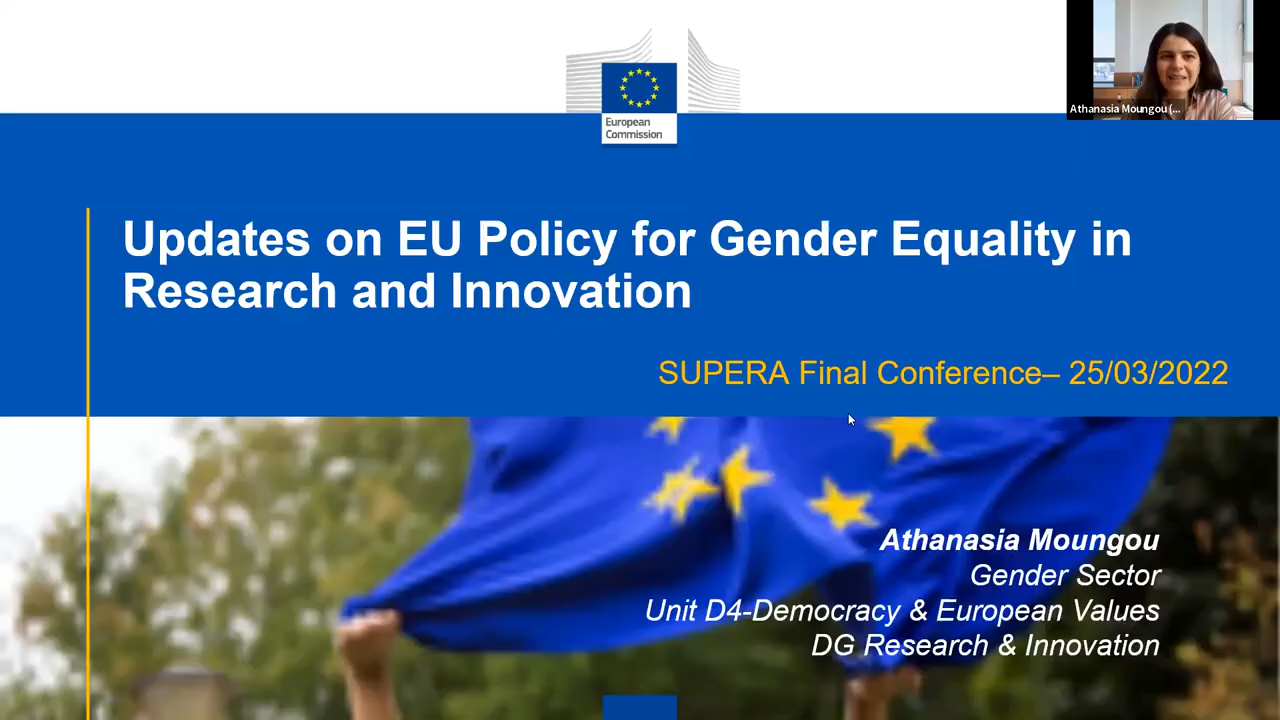 Athanasia Moungou (...
European
Commission
Updates on EU Policy for Gender Equality in
Research and Innovation
SUPERA Final Conference– 25/03/2022
Athanasia Moungou
Gender Sector
Unit D4-Democracy & European Values
DG Research & Innovation